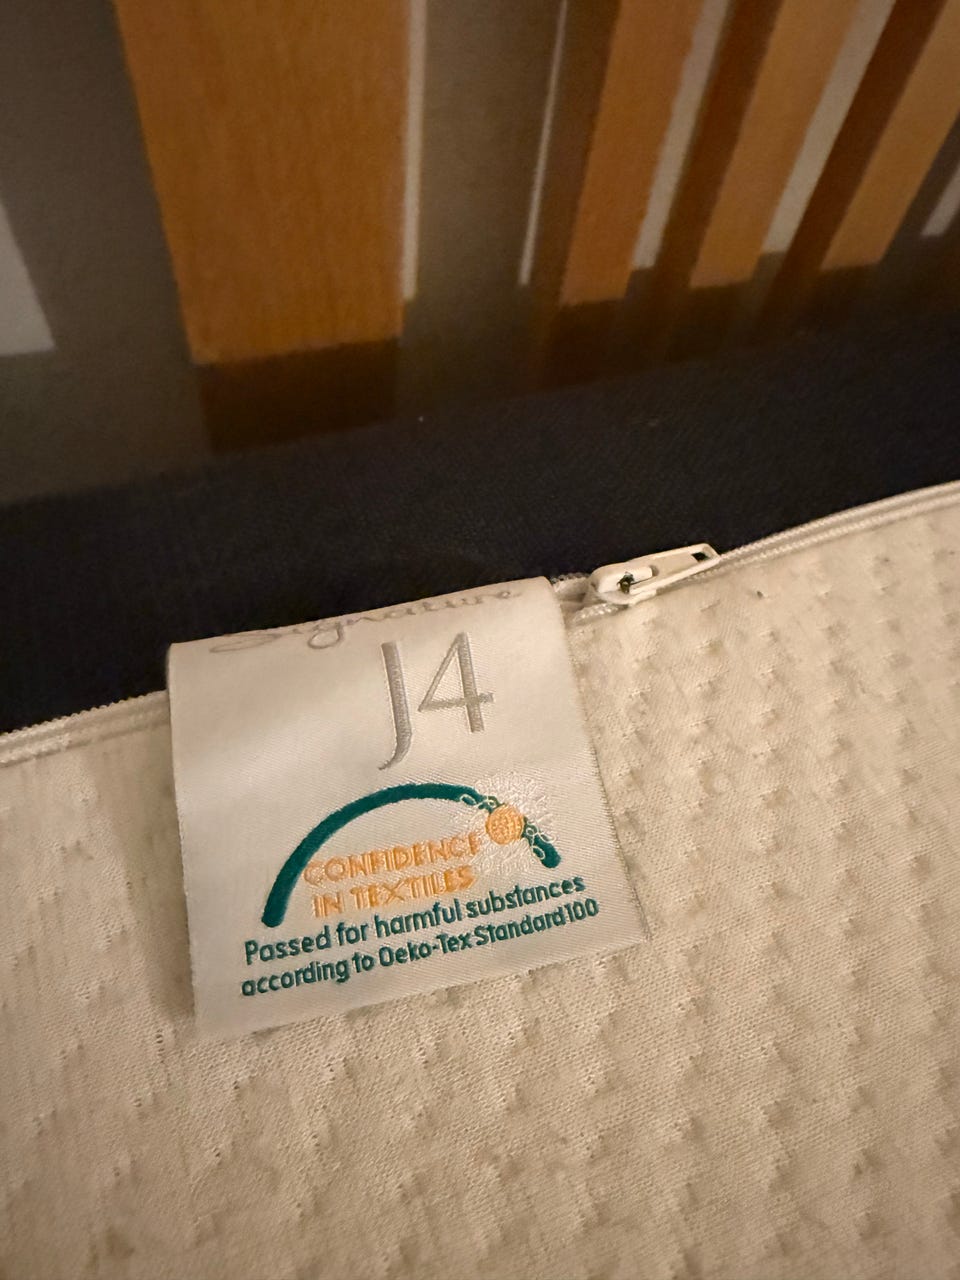 Signature
J4
CONFIDENCE
IN TEXTILES
Passed for harmful substances
according to Oeko-Tex Standard 100